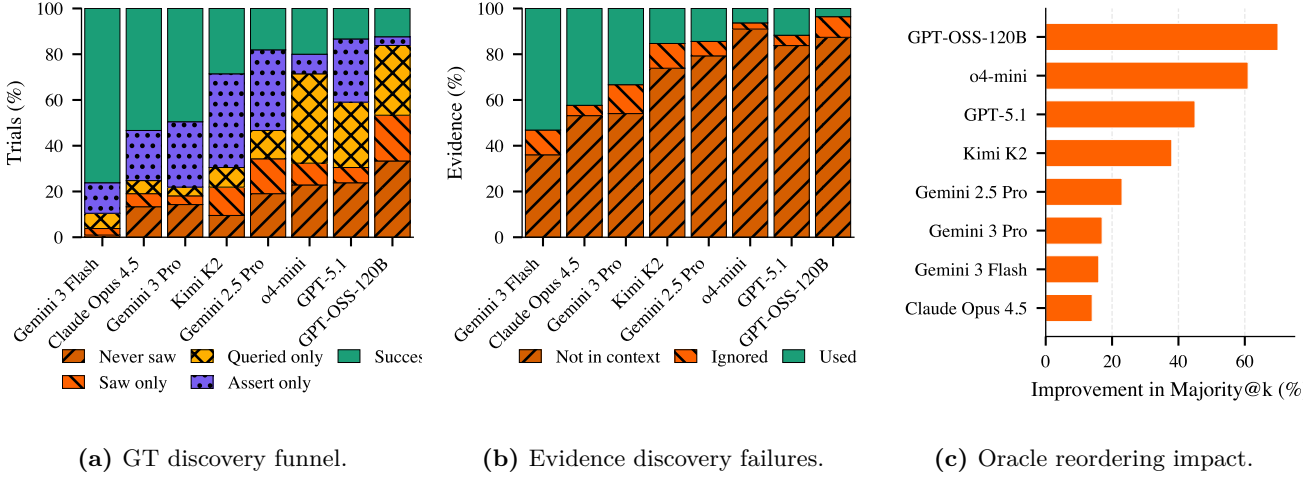 100
80
60
40
20
0
Trials (%)
Gemini 3 Flash
Claude Opus 4.5
Gemini 3 Pro
Kimi K2
Gemini 2.5 Pro
o4-mini
GPT-5.1
GPT-OSS-120B
Never saw
Queried only
Succes
Saw only
Assert only
(a) GT discovery funnel.
100
80
60
40
20
0
Evidence (%)
Gemini 3 Flash
Claude Opus 4.5
Gemini 3 Pro
Kimi K2
Gemini 2.5 Pro
o4-mini
GPT-5.1
GPT-OSS-120B
Not in context
Ignored
Used
(b) Evidence discovery failures.
GPT-OSS-120B
o4-mini
GPT-5.1
Kimi K2
Gemini 2.5 Pro
Gemini 3 Pro
Gemini 3 Flash
Claude Opus 4.5
0
20
40
60
Improvement in Majority@k (%
(c) Oracle reordering impact.